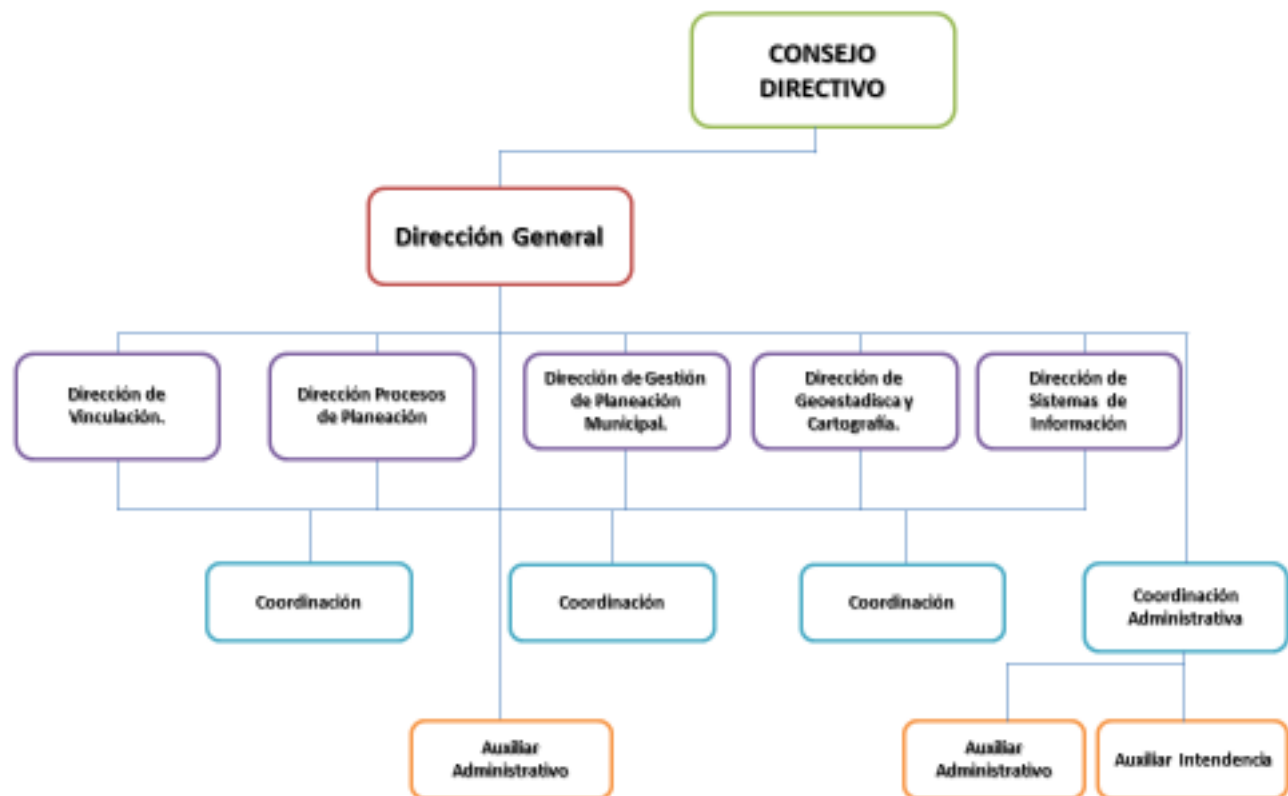 CONSEJO
DIRECTIVO
Dirección General
Dirección de
Vinculación.
Dirección Procesos
de Planeación
Dirección de Gestión
de Planeación
Municipal.
Dirección de
Geoestadisca y
Cartografía.
Dirección de
Sistemas de
Información
Coordinación
Coordinación
Coordinación
Coordinación
Administrativa
Auxiliar
Administrativo
Auxiliar
Administrativo
Auxiliar Intendencia